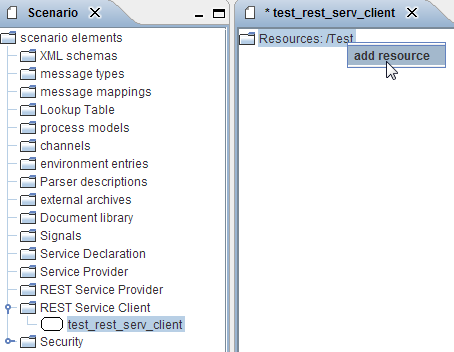 Scenario
scenario elements
XML schemas
message types
message mappings
Lookup Table
process models
channels
environment entries
Parser descriptions
external archives
Document library
Signals
Service Declaration
Service Provider
REST Service Provider
REST Service Client
test_rest_serv_client
Security
* test_rest_serv_client
Resources: /Test
add resource